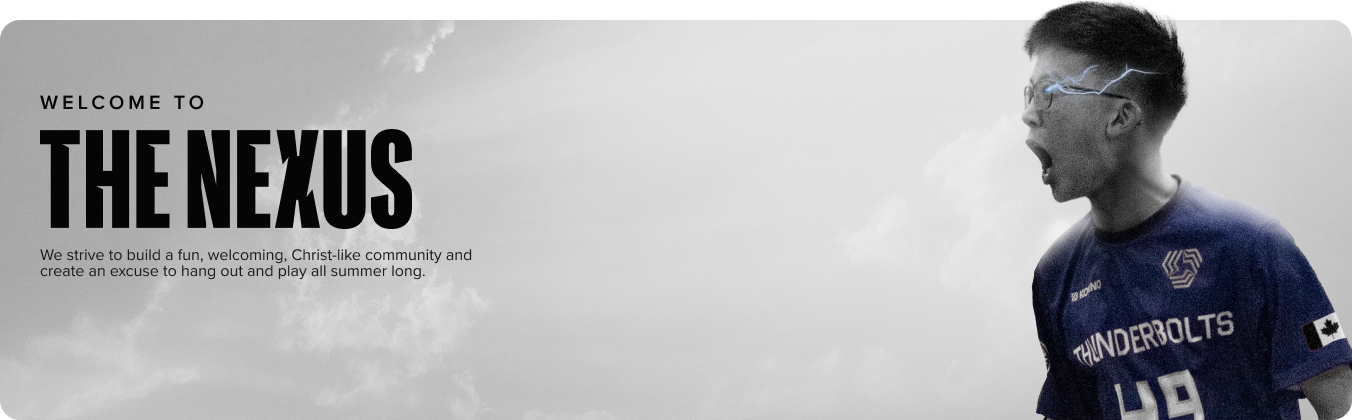 WELCOME TO
THE NEXUS
We strive to build a fun, welcoming, Christ-like community and
create an excuse to hang out and play all summer long.
THUNDERBOLTS
49